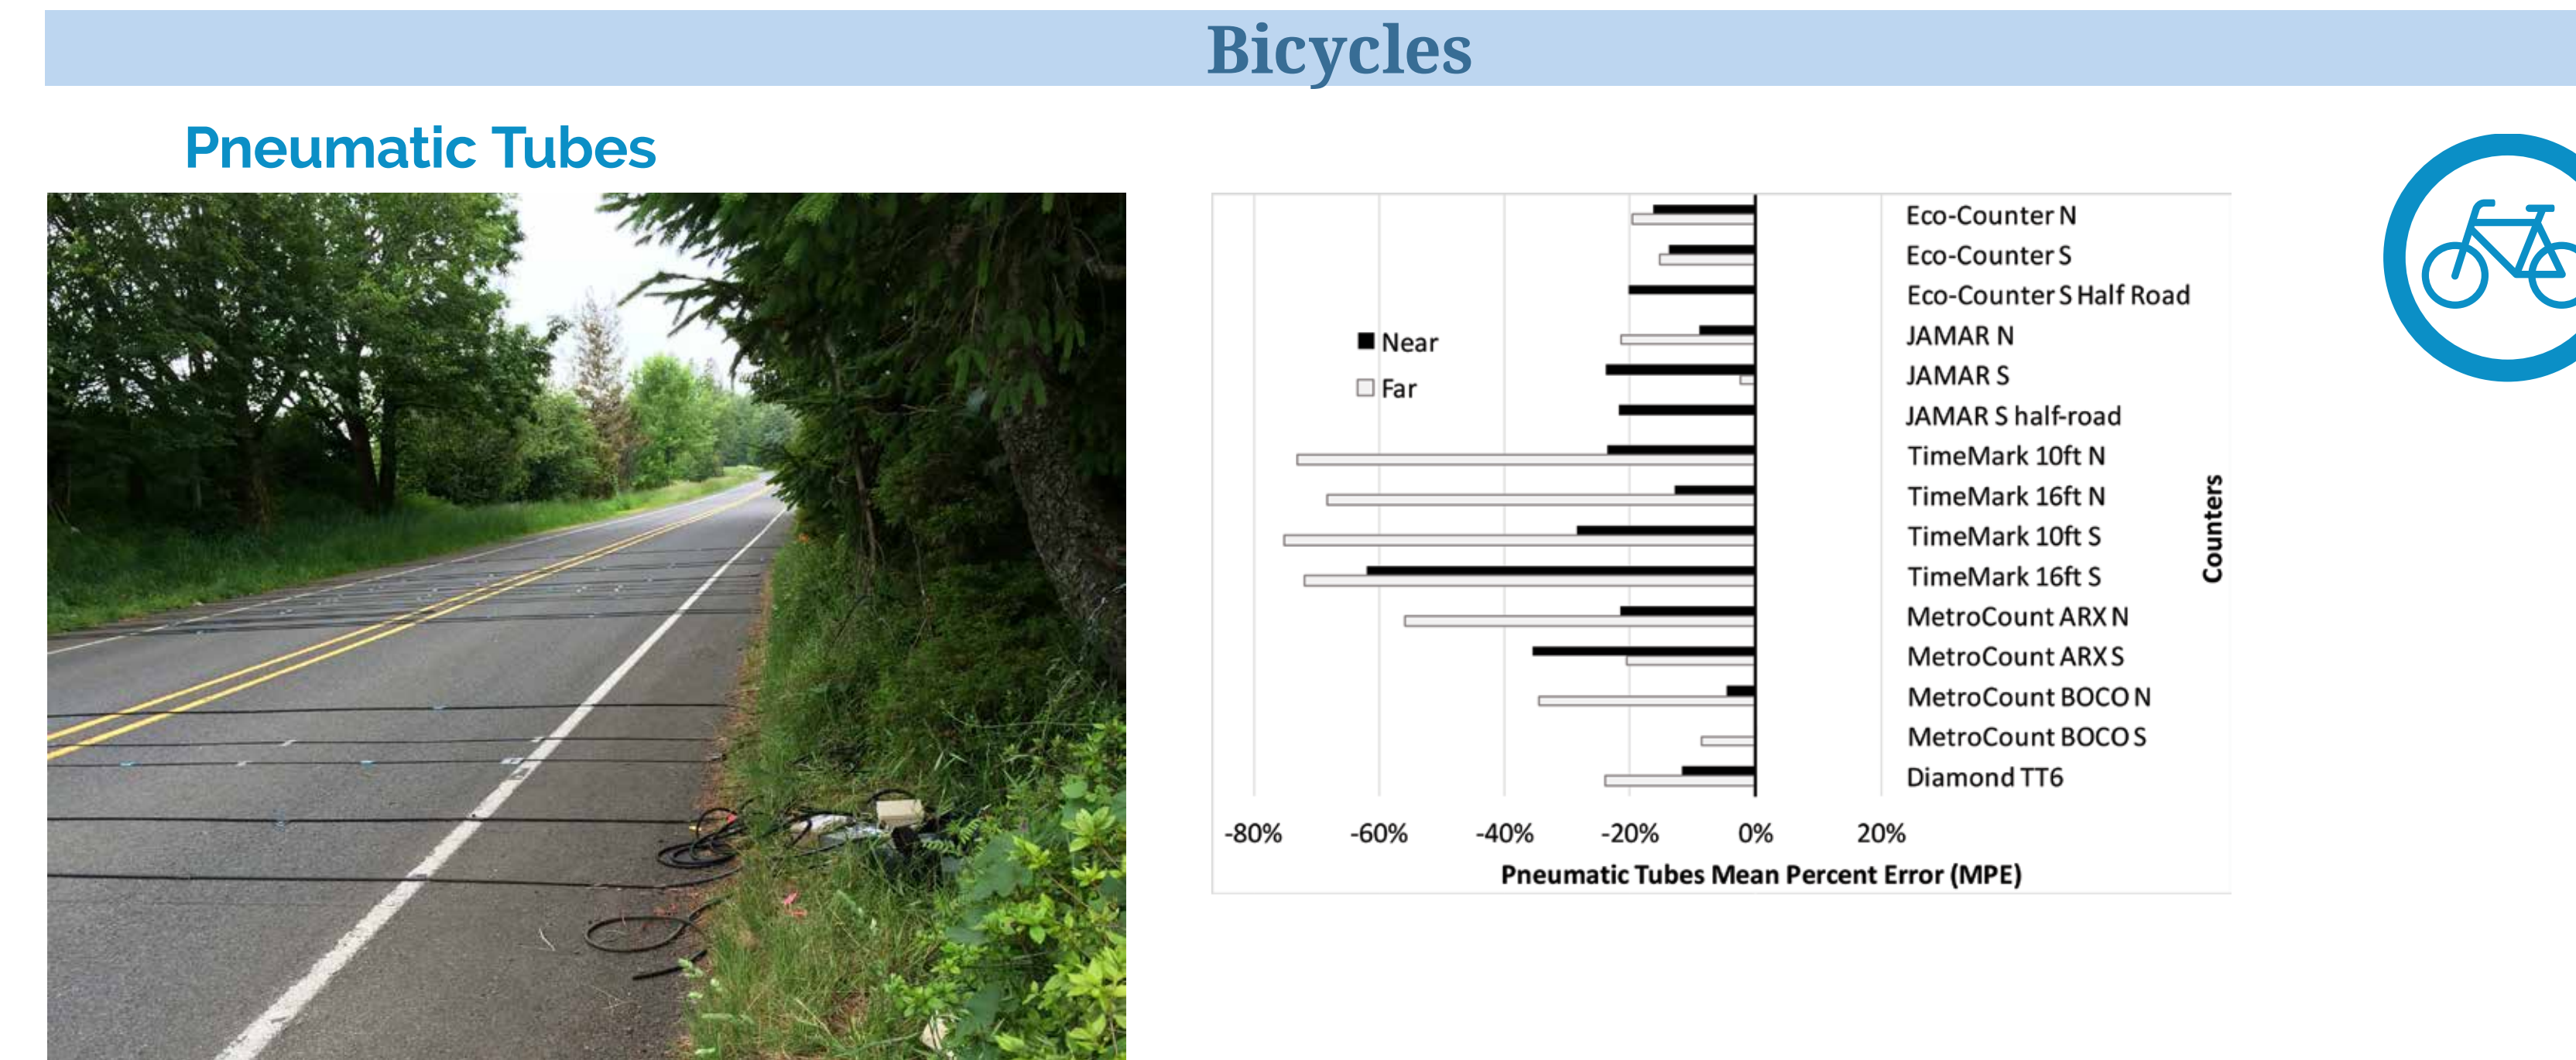 Bicycles
Pneumatic Tubes
Near
Far
Eco-Counter N
Eco-Counter S
Eco-Counter S Half Road
JAMAR N
JAMAR S
JAMAR S half-road
TimeMark 10ft N
TimeMark 16ft N
TimeMark 10ft S
TimeMark 16ft S
MetroCount ARX N
MetroCount ARX S
MetroCount BOCO N
MetroCount BOCO S
Diamond TT6
Counters
-80% -60% -40% -20% 0% 20%
Pneumatic Tubes Mean Percent Error (MPE)